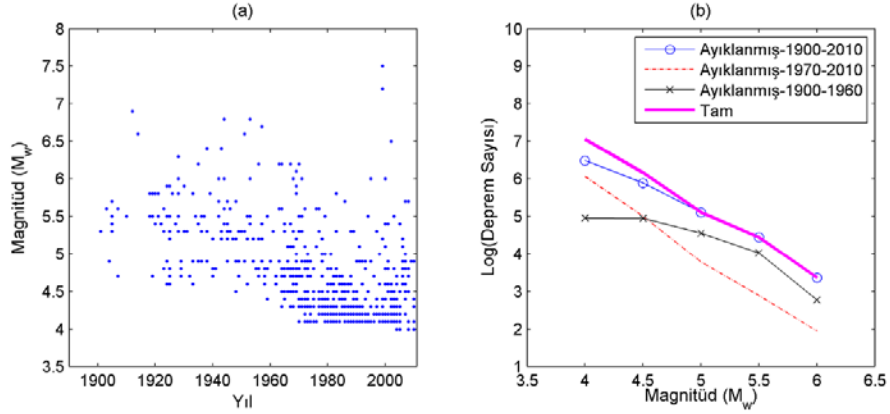 (a)
8
7.5
7
6.5
6
5.5
5
4.5
4
3.5
1900 1920 1940 1960 1980 2000
Magnitüd (Mw)
Yıl
(b)
10
9
8
7
6
5
4
3
2
1
3.5 4 4.5 5 5.5 6 6.5
Log(Deprem Sayısı)
Magnitüd (Mw)
Ayıklanmış-1900-2010
Ayıklanmış-1970-2010
Ayıklanmış-1900-1960
Tam